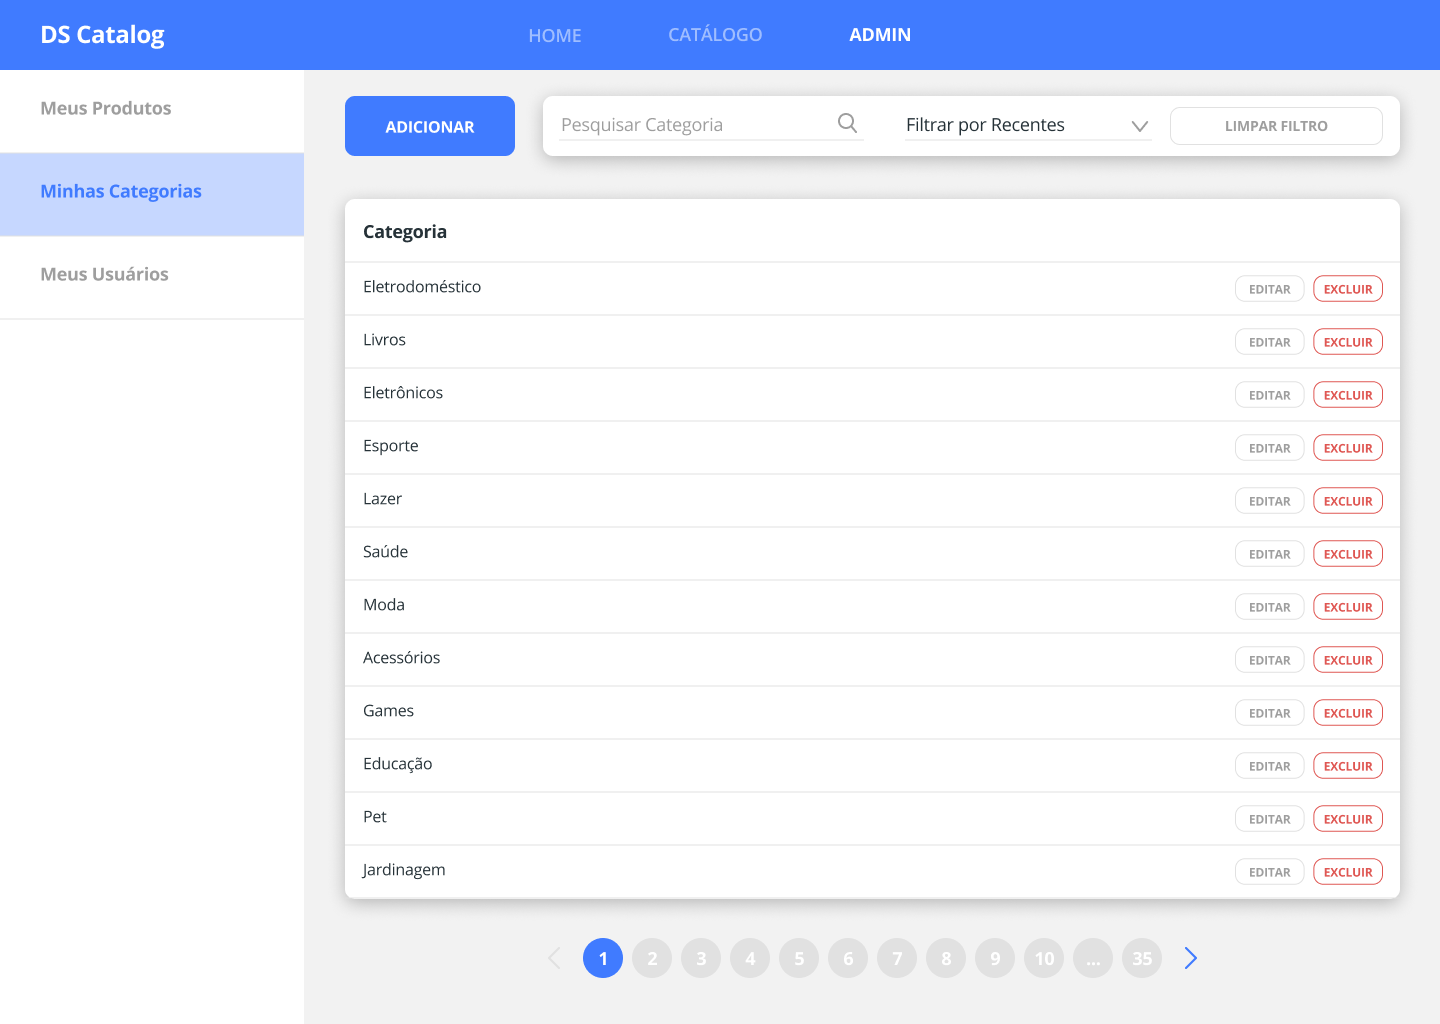 DS Catalog
HOME
CATÁLOGO
ADMIN
Meus Produtos
Minhas Categorias
Meus Usuários
ADICIONAR
Pesquisar Categoria
Filtrar por Recentes
LIMPAR FILTRO
Categoria
Eletrodoméstico EDITAR EXCLUIR
Livros EDITAR EXCLUIR
Eletrônicos EDITAR EXCLUIR
Esporte EDITAR EXCLUIR
Lazer EDITAR EXCLUIR
Saúde EDITAR EXCLUIR
Moda EDITAR EXCLUIR
Acessórios EDITAR EXCLUIR
Games EDITAR EXCLUIR
Educação EDITAR EXCLUIR
Pet EDITAR EXCLUIR
Jardinagem EDITAR EXCLUIR
1 2 3 4 5 6 7 8 9 10 ... 35